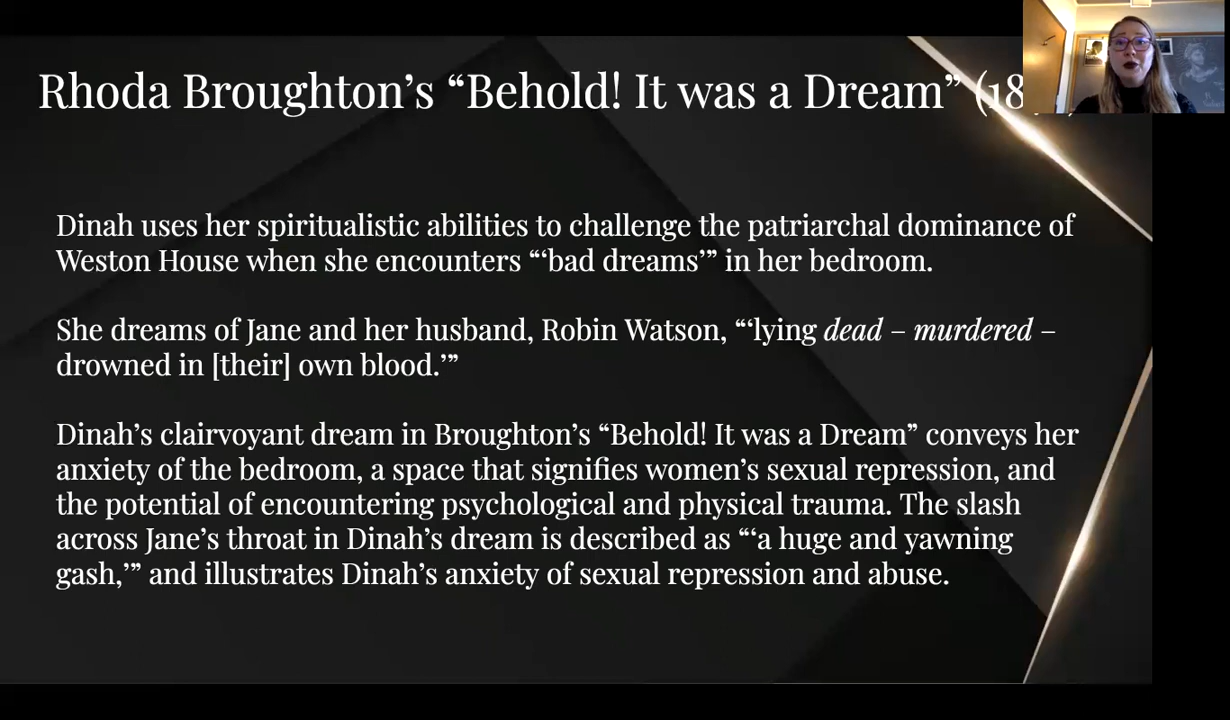 Rhoda Broughton’s “Behold! It was a Dream” (18
Dinah uses her spiritualistic abilities to challenge the patriarchal dominance of
Weston House when she encounters “‘bad dreams’” in her bedroom.
She dreams of Jane and her husband, Robin Watson, “‘lying dead – murdered –
drowned in [their] own blood.’”
Dinah’s clairvoyant dream in Broughton’s “Behold! It was a Dream” conveys her
anxiety of the bedroom, a space that signifies women’s sexual repression, and
the potential of encountering psychological and physical trauma. The slash
across Jane’s throat in Dinah’s dream is described as “‘a huge and yawning
gash,’” and illustrates Dinah’s anxiety of sexual repression and abuse.